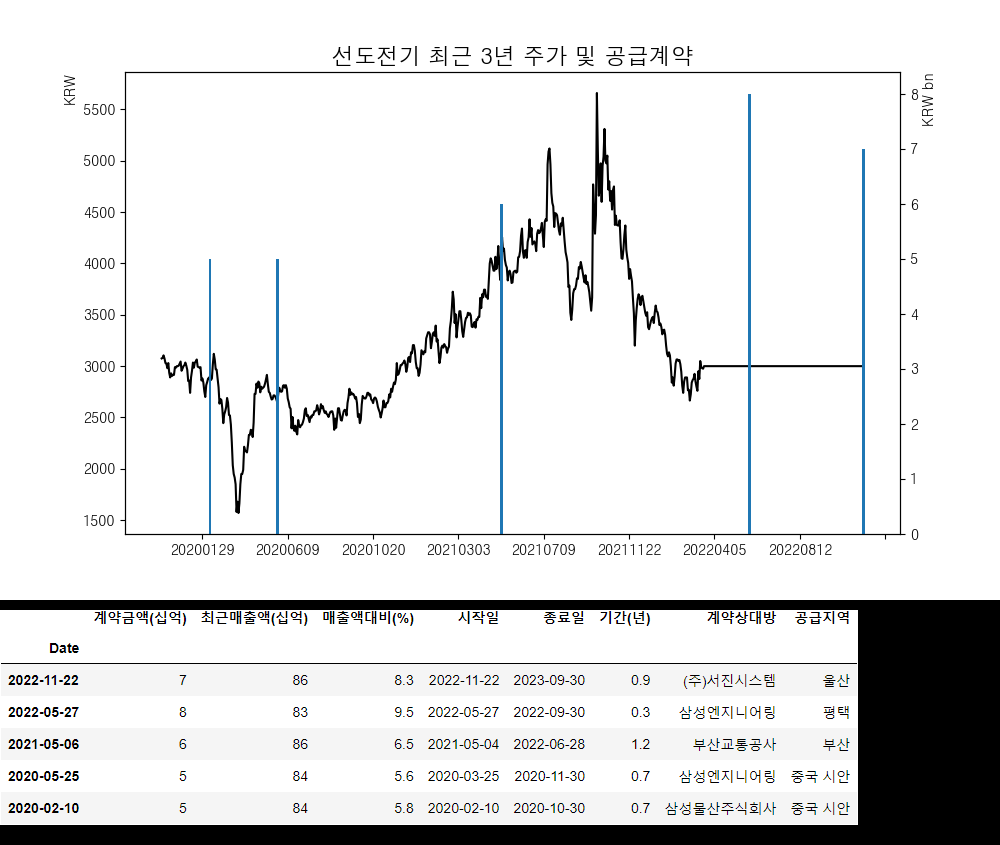 선도전기 최근 3년 주가 및 공급계약
KRW
KRW bn
5500
5000
4500
4000
3500
3000
2500
2000
1500
8
7
6
5
4
3
2
1
0
20200129 20200609 20201020 20210303 20210709 20211122 20220405 20220812
계약금액(십억) 최근매출액(십억) 매출액대비(%) 시작일 종료일 기간(년) 계약상대방 공급지역
Date
2022-11-22 7 86 8.3 2022-11-22 2023-09-30 0.9 (주)서진시스템 울산
2022-05-27 8 83 9.5 2022-05-27 2022-09-30 0.3 삼성엔지니어링 평택
2021-05-06 6 86 6.5 2021-05-04 2022-06-28 1.2 부산교통공사 부산
2020-05-25 5 84 5.6 2020-03-25 2020-11-30 0.7 삼성엔지니어링 중국 시안
2020-02-10 5 84 5.8 2020-02-10 2020-10-30 0.7 삼성물산주식회사 중국 시안